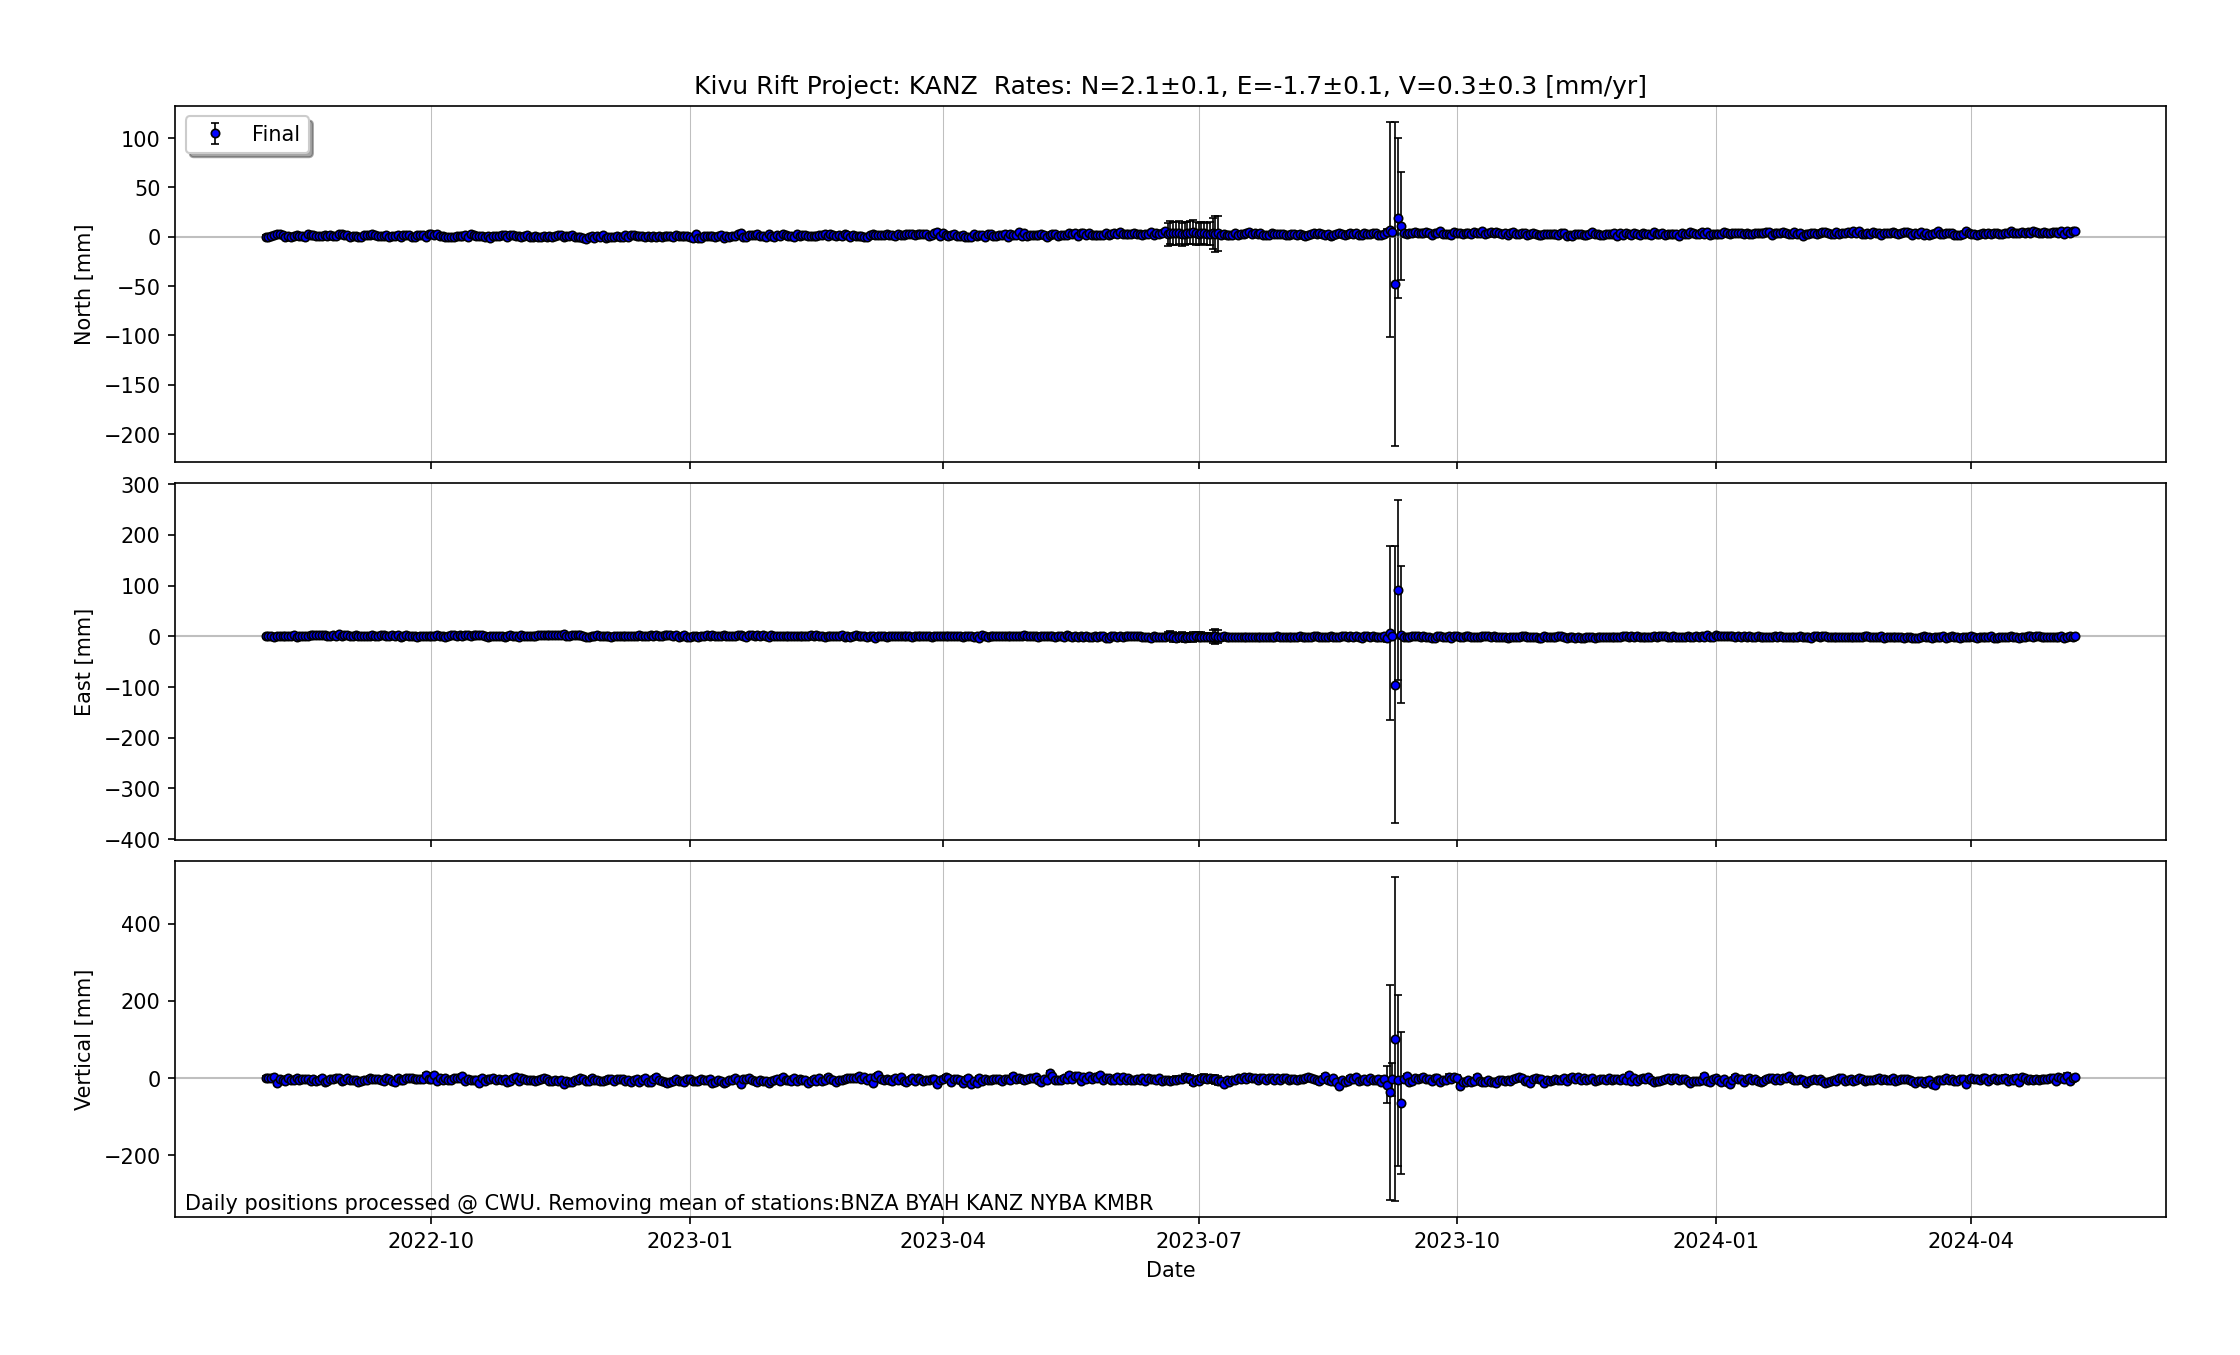 Kivu Rift Project: KANZ  Rates: N=2.1±0.1, E=-1.7±0.1, V=0.3±0.3 [mm/yr]
Final
North [mm]
100
50
0
−50
−100
−150
−200
East [mm]
300
200
100
0
−100
−200
−300
−400
Vertical [mm]
400
200
0
−200
Daily positions processed @ CWU. Removing mean of stations:BNZA BYAH KANZ NYBA KMBR
2022-10 2023-01 2023-04 2023-07 2023-10 2024-01 2024-04
Date